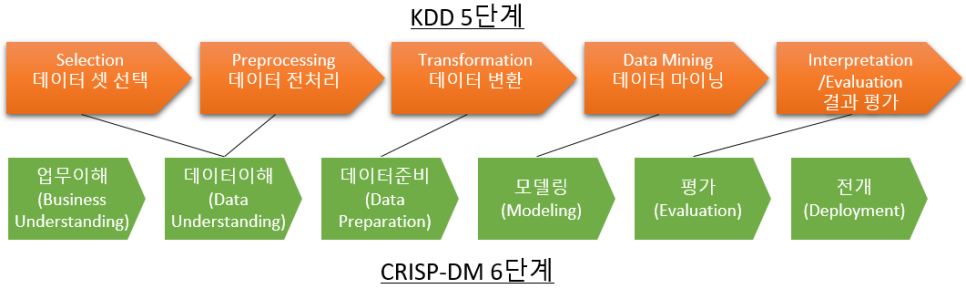 KDD 5단계
Selection
데이터 셋 선택
Preprocessing
데이터 전처리
Transformation
데이터 변환
Data Mining
데이터 마이닝
Interpretation
/Evaluation
결과 평가
업무이해
(Business
Understanding)
데이터이해
(Data
Understanding)
데이터준비
(Data
Preparation)
모델링
(Modeling)
평가
(Evaluation)
전개
(Deployment)
CRISP-DM 6단계